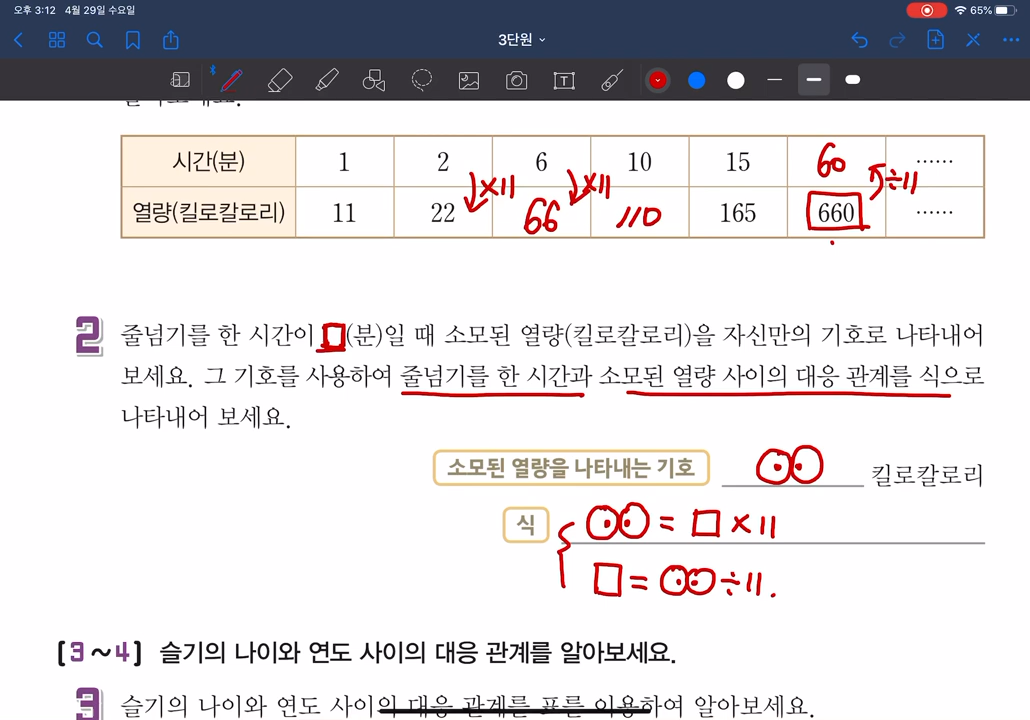 오후 3:12 4월 29일 수요일 65%
3단원
시간(분) 1 2 6 10 15 60 ······
×11 ×11 ÷11
열량(킬로칼로리) 11 22 66 110 165 660 ······
2 줄넘기를 한 시간이 □(분)일 때 소모된 열량(킬로칼로리)을 자신만의 기호로 나타내어
보세요. 그 기호를 사용하여 줄넘기를 한 시간과 소모된 열량 사이의 대응 관계를 식으로
나타내어 보세요.
소모된 열량을 나타내는 기호 킬로칼로리
식 = □ × 11
□ = ÷ 11.
[3~4] 슬기의 나이와 연도 사이의 대응 관계를 알아보세요.
3 슬기의 나이와 연도 사이의 대응 관계를 표를 이용하여 알아보세요.